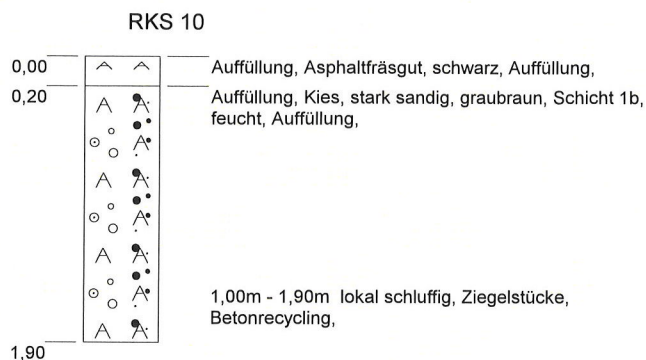 RKS 10
0,00 Auffüllung, Asphaltfräsgut, schwarz, Auffüllung,
0,20 Auffüllung, Kies, stark sandig, graubraun, Schicht 1b,
feucht, Auffüllung,
1,00m - 1,90m lokal schluffig, Ziegelstücke,
Betonrecycling,
1,90